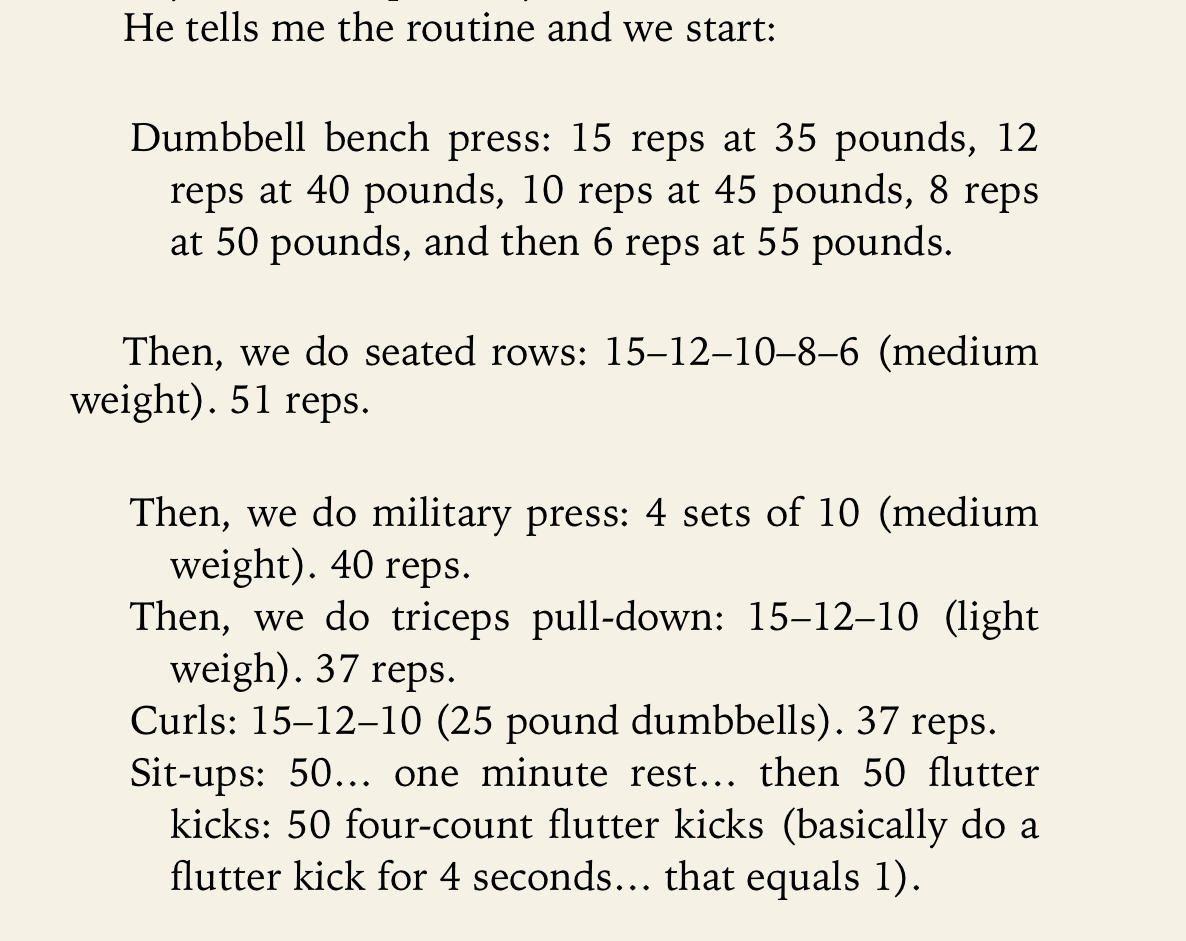 He tells me the routine and we start:
Dumbbell bench press: 15 reps at 35 pounds, 12
reps at 40 pounds, 10 reps at 45 pounds, 8 reps
at 50 pounds, and then 6 reps at 55 pounds.
Then, we do seated rows: 15–12–10–8–6 (medium
weight). 51 reps.
Then, we do military press: 4 sets of 10 (medium
weight). 40 reps.
Then, we do triceps pull-down: 15–12–10 (light
weigh). 37 reps.
Curls: 15–12–10 (25 pound dumbbells). 37 reps.
Sit-ups: 50… one minute rest… then 50 flutter
kicks: 50 four-count flutter kicks (basically do a
flutter kick for 4 seconds… that equals 1).